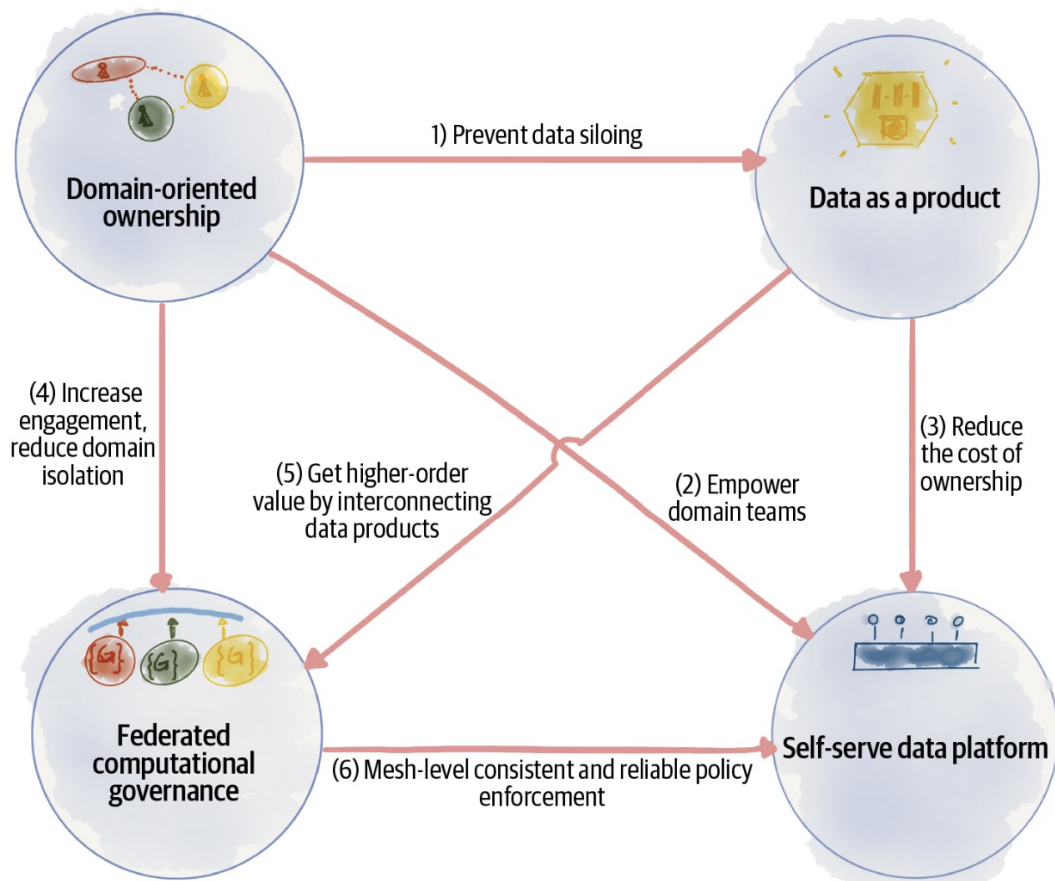 1) Prevent data siloing
Domain-oriented
ownership
Data as a product
(4) Increase
engagement,
reduce domain
isolation
(5) Get higher-order
value by interconnecting
data products
(2) Empower
domain teams
(3) Reduce
the cost of
ownership
{G} {G} {G}
Federated
computational
governance
Self-serve data platform
(6) Mesh-level consistent and reliable policy
enforcement